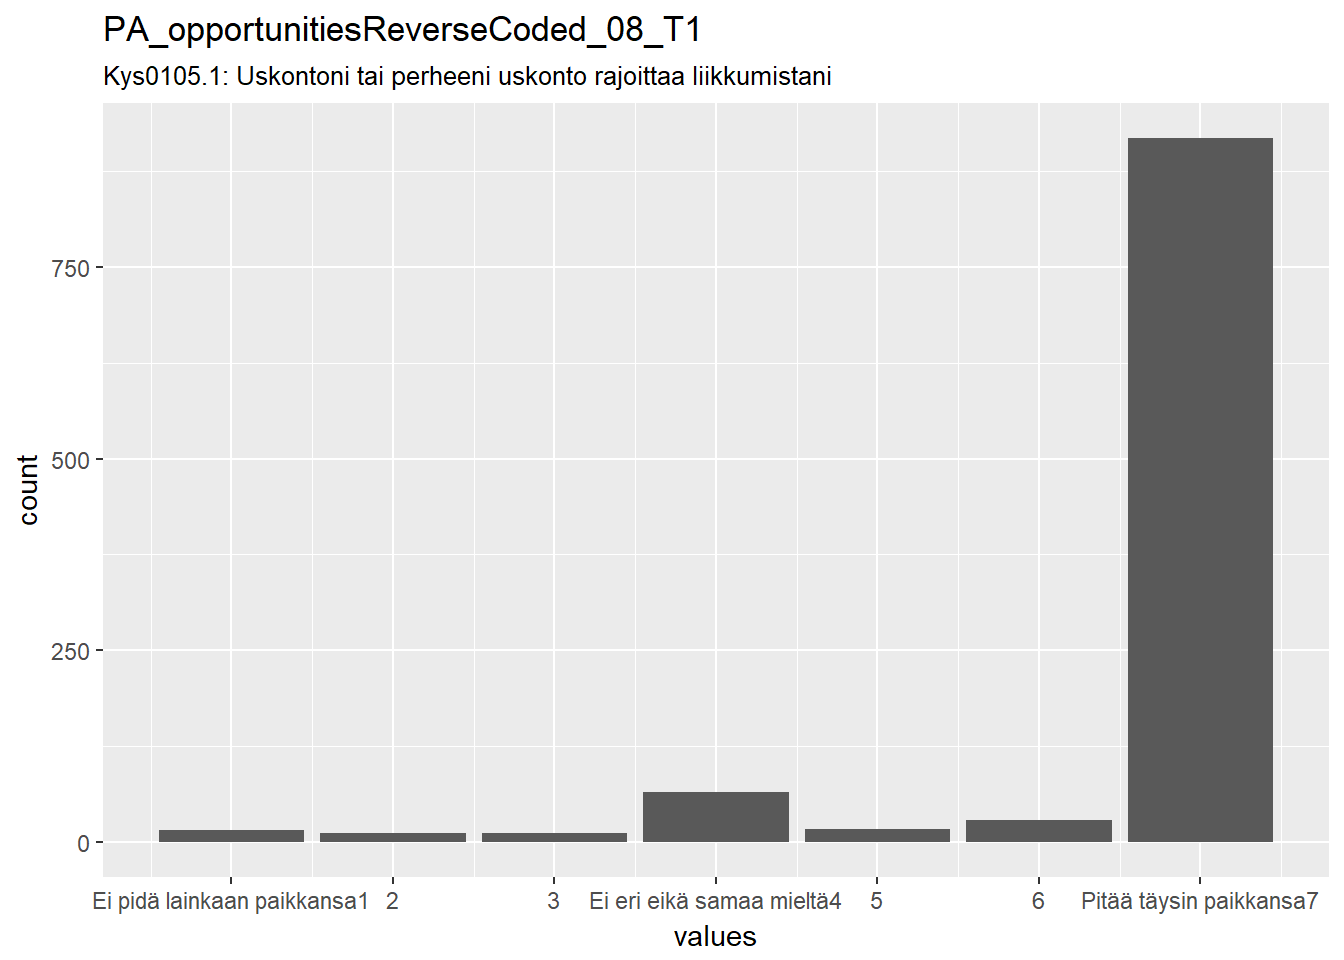 PA_opportunitiesReverseCoded_08_T1
Kys0105.1: Uskontoni tai perheeni uskonto rajoittaa liikkumistani
750
500
250
0
count
Ei pidä lainkaan paikkansa1 2 3 Ei eri eikä samaa mieltä4 5 6 Pitää täysin paikkansa7
values